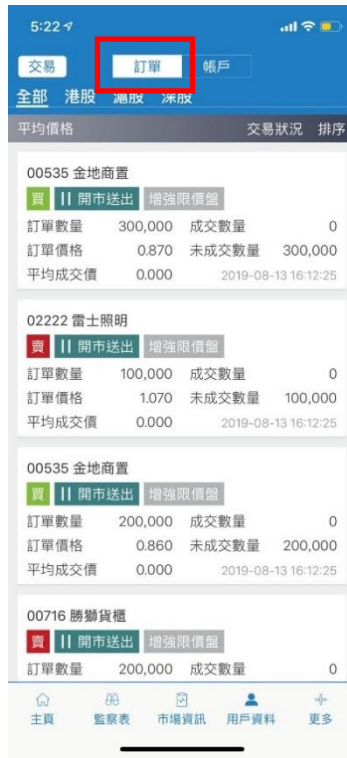 5:22
交易 訂單 帳戶
全部 港股 滬股 深股
平均價格 交易狀況 排序
00535 金地商置
買 開市送出 增強限價盤
訂單數量 300,000 成交數量 0
訂單價格 0.870 未成交數量 300,000
平均成交價 0.000 2019-08-13 16:12:25
02222 雷士照明
賣 開市送出 增強限價盤
訂單數量 100,000 成交數量 0
訂單價格 1.070 未成交數量 100,000
平均成交價 0.000 2019-08-13 16:12:25
00535 金地商置
買 開市送出 增強限價盤
訂單數量 200,000 成交數量 0
訂單價格 0.860 未成交數量 200,000
平均成交價 0.000 2019-08-13 16:12:25
00716 勝獅貨櫃
賣 開市送出 增強限價盤
訂單數量 200,000 成交數量 0
主頁 監察表 市場資訊 用戶資料 更多